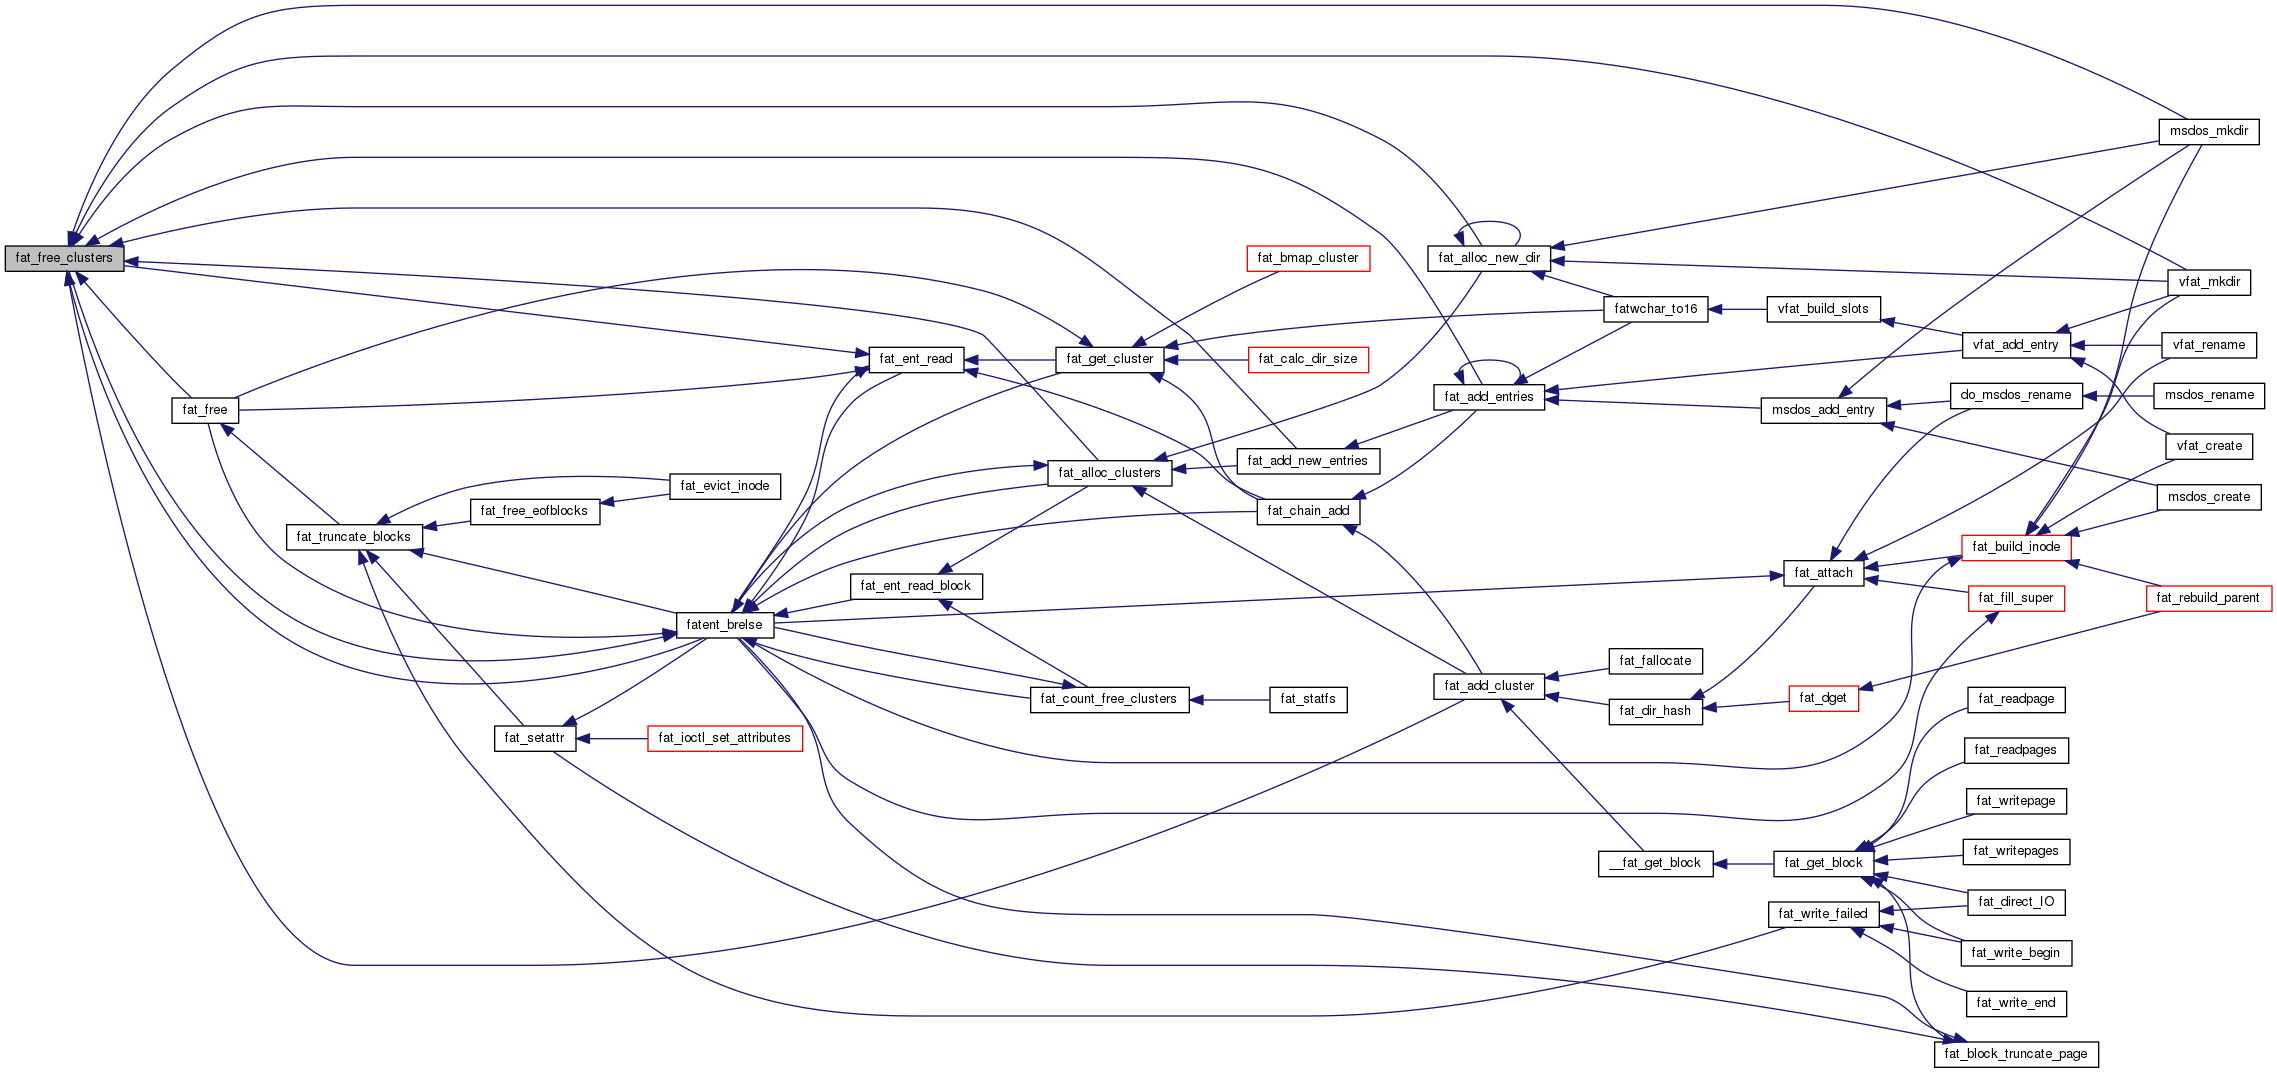 msdos_mkdir
fat_free_clusters
fat_bmap_cluster
fat_alloc_new_dir
vfat_mkdir
fatwchar_to16
vfat_build_slots
fat_ent_read
fat_get_cluster
fat_calc_dir_size
vfat_add_entry
vfat_rename
fat_free
fat_add_entries
msdos_add_entry
do_msdos_rename
msdos_rename
vfat_create
fat_alloc_clusters
fat_add_new_entries
fat_evict_inode
msdos_create
fat_free_eofblocks
fat_chain_add
fat_truncate_blocks
fat_build_inode
fat_attach
fat_ent_read_block
fat_fill_super
fat_rebuild_parent
fatent_brelse
fat_fallocate
fat_add_cluster
fat_count_free_clusters
fat_statfs
fat_dir_hash
fat_dget
fat_readpage
fat_setattr
fat_ioctl_set_attributes
fat_readpages
fat_writepage
__fat_get_block
fat_get_block
fat_writepages
fat_direct_IO
fat_write_failed
fat_write_begin
fat_write_end
fat_block_truncate_page